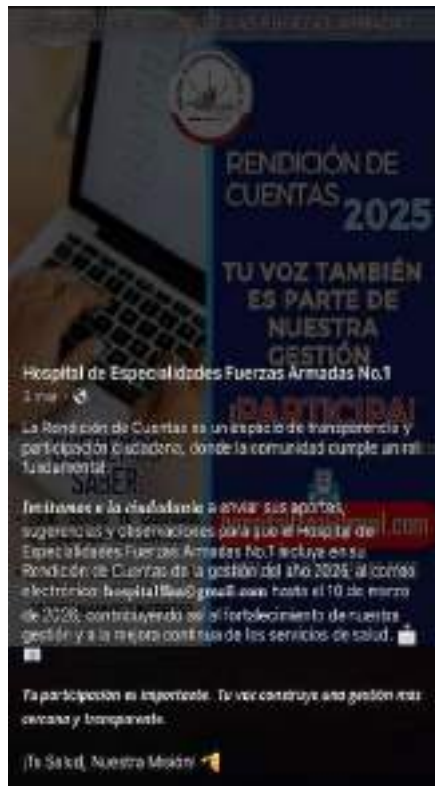 RENDICIÓN DE
CUENTAS 2025
TU VOZ TAMBIÉN
ES PARTE DE
NUESTRA
GESTIÓN
¡PARTICIPA!
Hospital de Especialidades Fuerzas Armadas No.1
2 mar
La Rendición de Cuentas es un espacio de transparencia y
participación ciudadana, donde la comunidad cumple un rol
fundamental.
SABER
Invitamos a la ciudadanía a enviar sus aportes,
sugerencias y observaciones para que el Hospital de
Especialidades Fuerzas Armadas No.1 incluya en su
Rendición de Cuentas de la gestión del año 2026, al correo
electrónico: hasta el 10 de marzo
de 2026, contribuyendo así al fortalecimiento de nuestra
gestión y a la mejora continua de los servicios de salud.
Tu participación es importante. Tu voz construye una gestión más
cercana y transparente.
¡Tu Salud, Nuestra Misión!